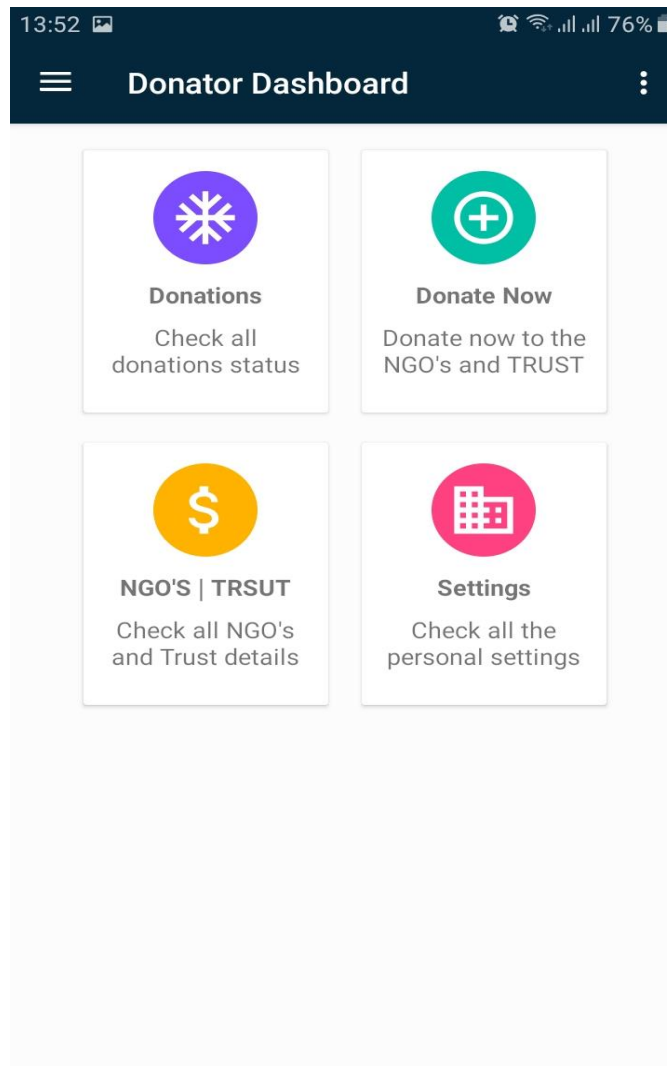 13:52 76%
Donator Dashboard
Donations
Check all
donations status
Donate Now
Donate now to the
NGO's and TRUST
NGO'S | TRSUT
Check all NGO's
and Trust details
Settings
Check all the
personal settings